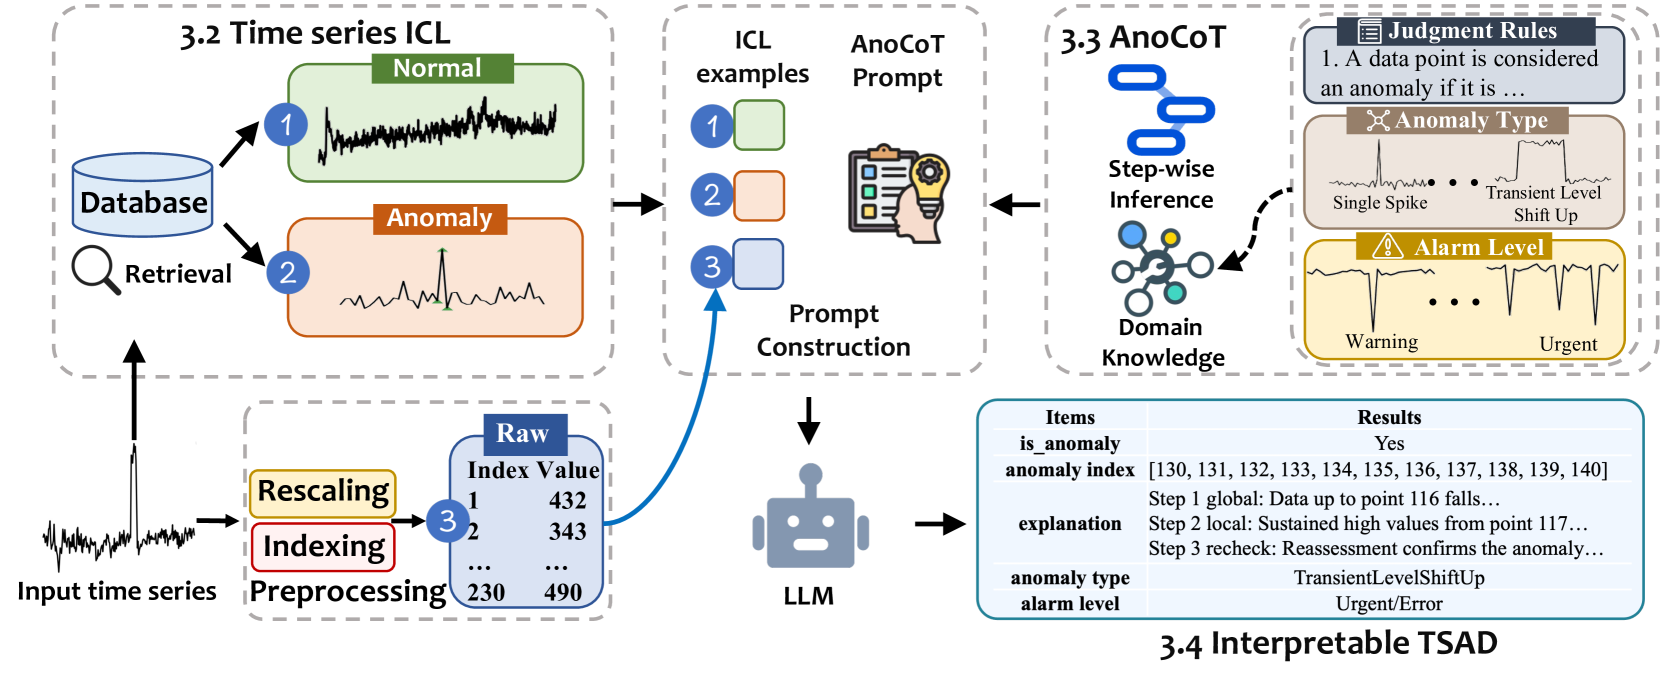 3.2 Time series ICL
Normal
1
Database
Anomaly
2
Retrieval
ICL
examples
AnoCoT
Prompt
1
2
3
Prompt
Construction
3.3 AnoCoT
Step-wise
Inference
Domain
Knowledge
Judgment Rules
1. A data point is considered
an anomaly if it is …
Anomaly Type
Single Spike
Transient Level
Shift Up
Alarm Level
Warning
Urgent
Input time series
Rescaling
Indexing
Preprocessing
3
Raw
Index Value
1 432
2 343
... ...
230 490
LLM
Items Results
is_anomaly Yes
anomaly index [130, 131, 132, 133, 134, 135, 136, 137, 138, 139, 140]
explanation
Step 1 global: Data up to point 116 falls…
Step 2 local: Sustained high values from point 117…
Step 3 recheck: Reassessment confirms the anomaly…
anomaly type TransientLevelShiftUp
alarm level Urgent/Error
3.4 Interpretable TSAD